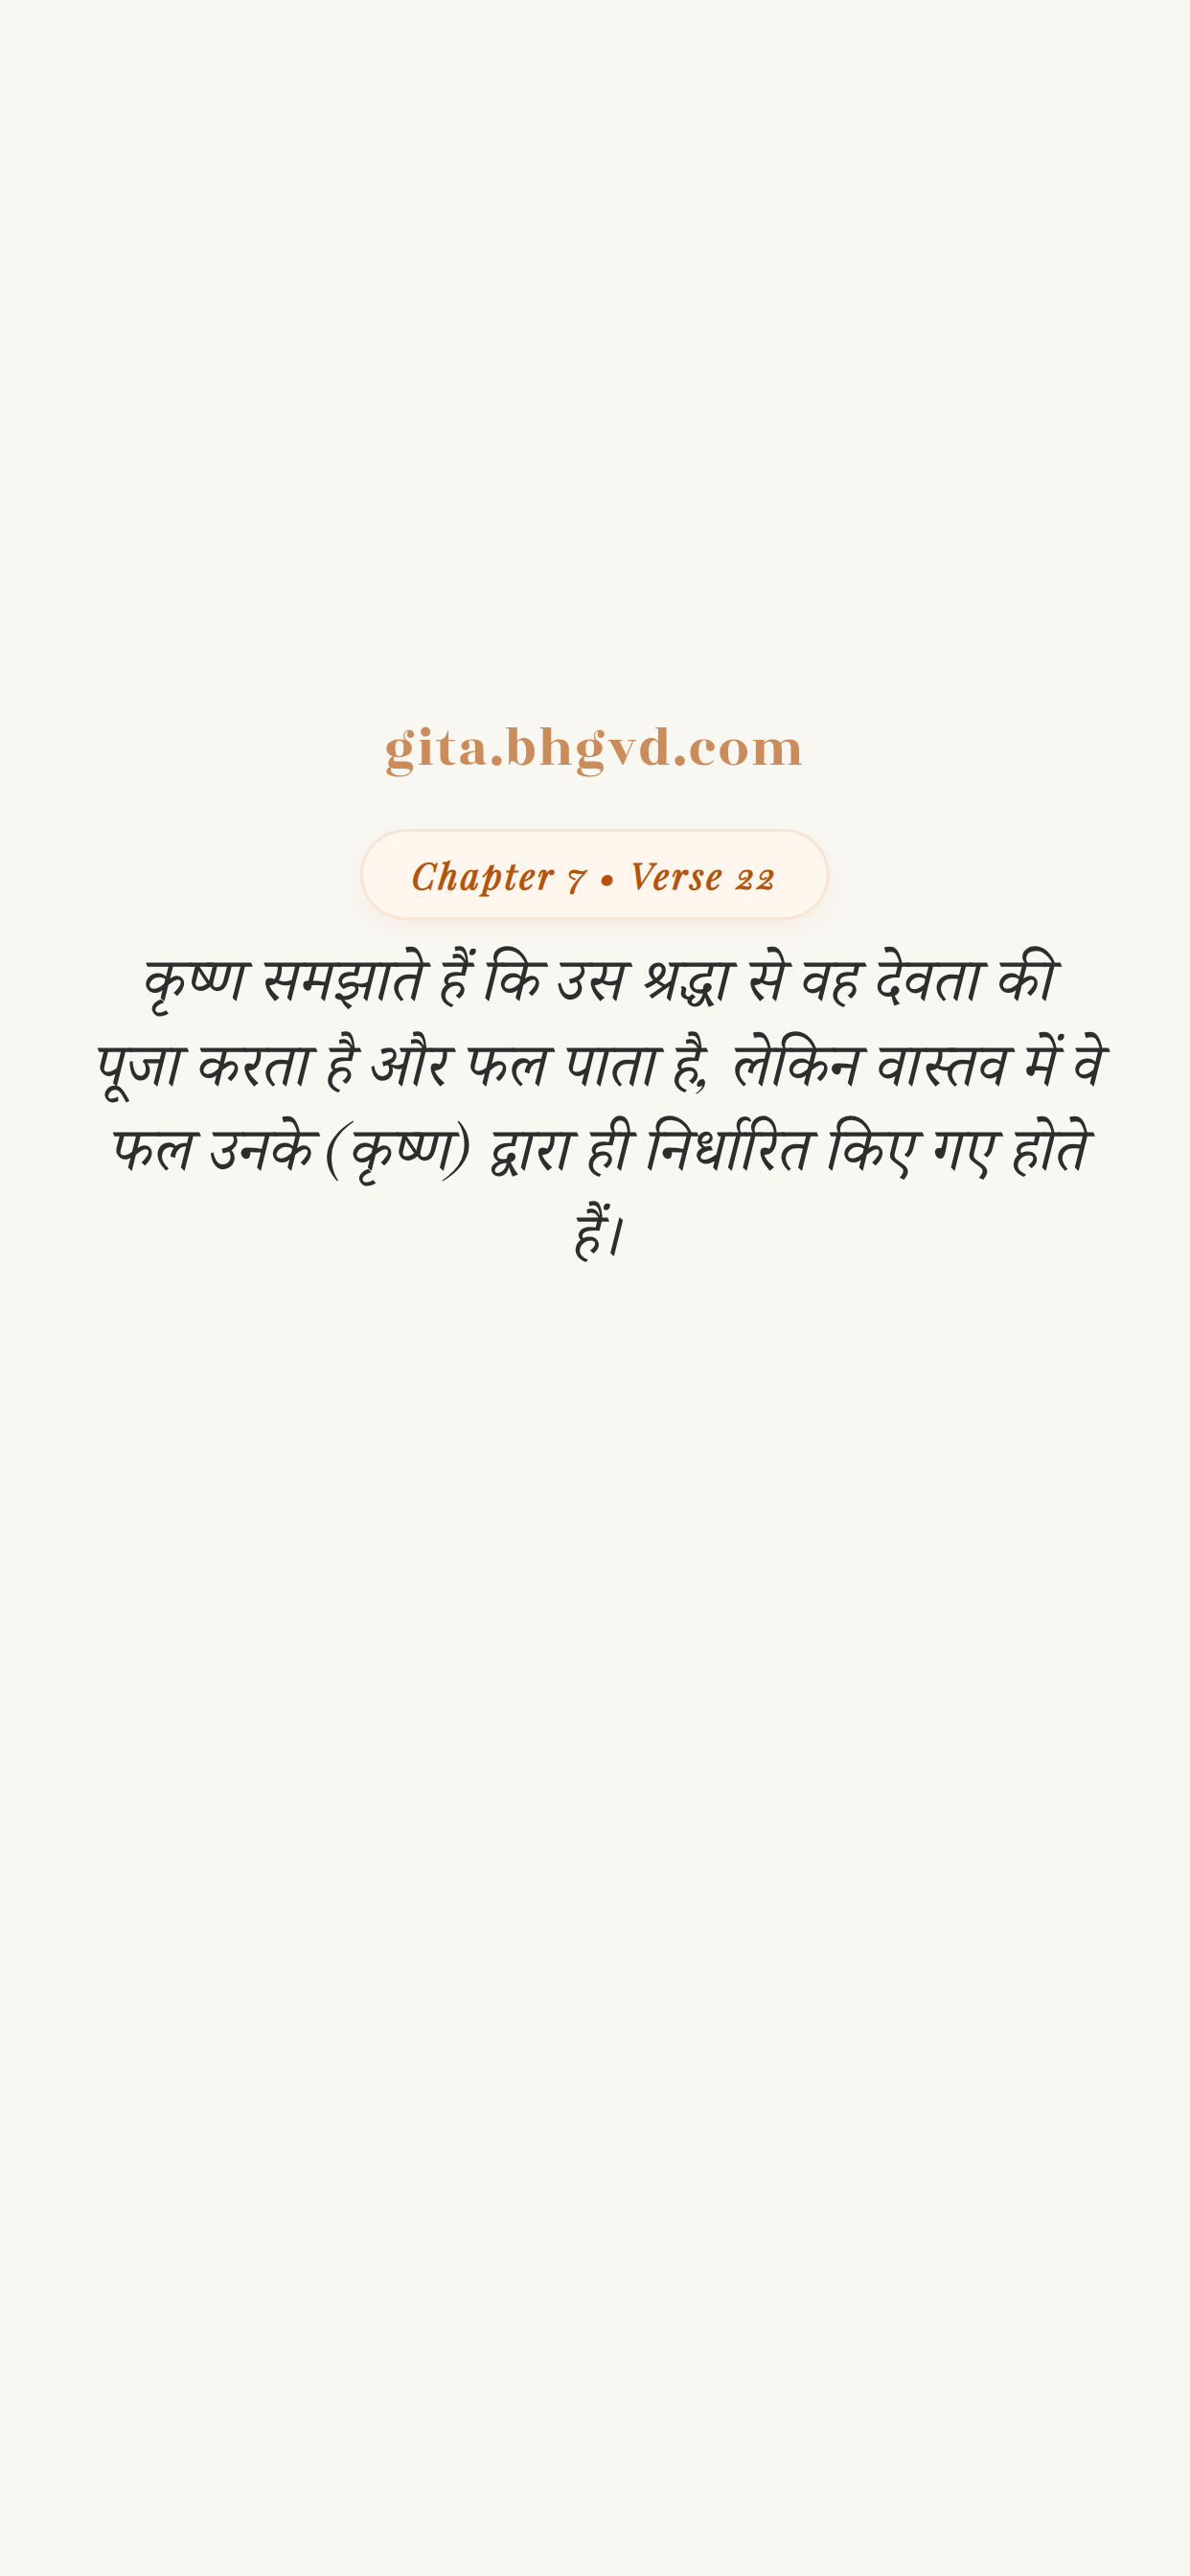 gita.bhgvd.com
Chapter 7 • Verse 22
कृष्ण समझाते हैं कि उस श्रद्धा से वह देवता की
पूजा करता है और फल पाता है, लेकिन वास्तव में वे
फल उनके (कृष्ण) द्वारा ही निर्धारित किए गए होते
हैं।